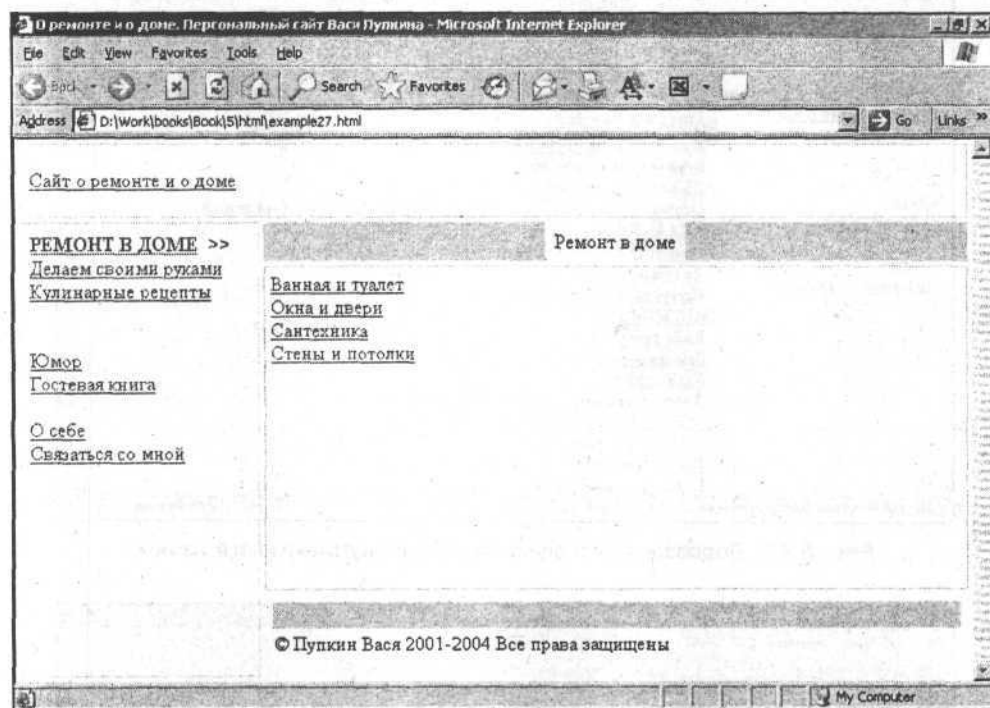 О ремонте и о доме. Персональный сайт Васи Пупкина - Microsoft Internet Explorer
File Edit View Favorites Tools Help
Back Search Favorites
Address D:\Work\books\Book\5\html\example27.html Go Links »
Сайт о ремонте и о доме
РЕМОНТ В ДОМЕ >>
Делаем своими руками
Кулинарные рецепты
Юмор
Гостевая книга
О себе
Связаться со мной
Ремонт в доме
Ванная и туалет
Окна и двери
Сантехника
Стены и потолки
© Пупкин Вася 2001-2004 Все права защищены
My Computer